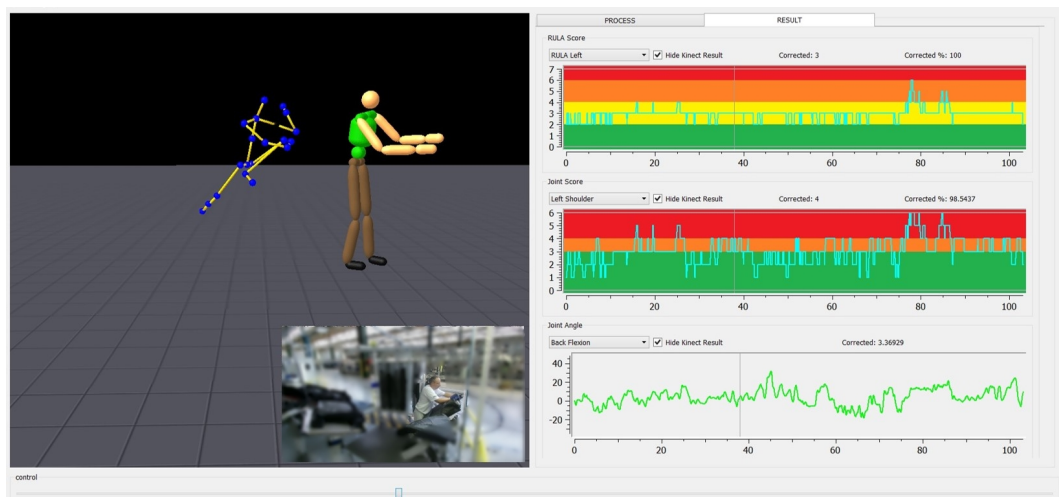 PROCESS RESULT
RULA Score
RULA Left Hide Kinect Result Corrected: 3 Corrected %: 100
7
6
5
4
3
2
1
0
0 20 40 60 80 100
Joint Score
Left Shoulder Hide Kinect Result Corrected: 4 Corrected %: 98.5437
6
5
4
3
2
1
0
0 20 40 60 80 100
Joint Angle
Back Flexion Hide Kinect Result Corrected: 3.36929
40
20
0
-20
0 20 40 60 80 100
control